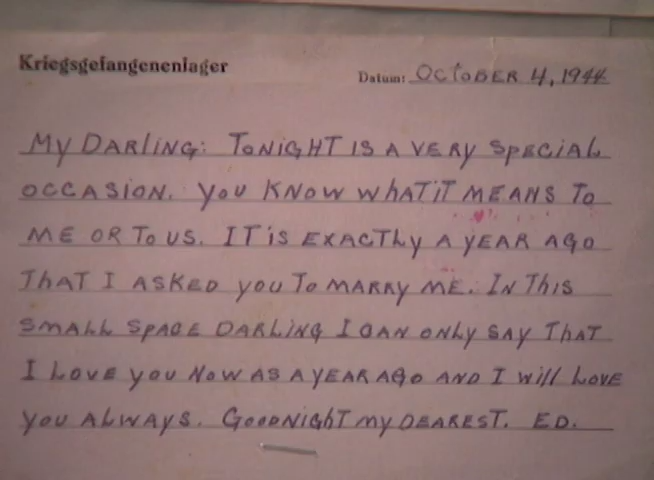 Kriegsgefangenenlager
Datum: OCTOBER 4, 1944
MY DARLING: TONIGHT IS A VERY SPECIAL
OCCASION. YOU KNOW WHAT IT MEANS TO
ME OR TO US. IT IS EXACTLY A YEAR AGO
THAT I ASKED YOU TO MARRY ME. IN THIS
SMALL SPACE DARLING I CAN ONLY SAY THAT
I LOVE YOU NOW AS A YEAR AGO AND I WILL LOVE
YOU ALWAYS. GOODNIGHT MY DEAREST. ED.